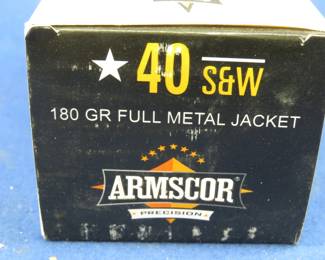 40 S&W
180 GR FULL METAL JACKET
ARMSCOR®
PRECISION